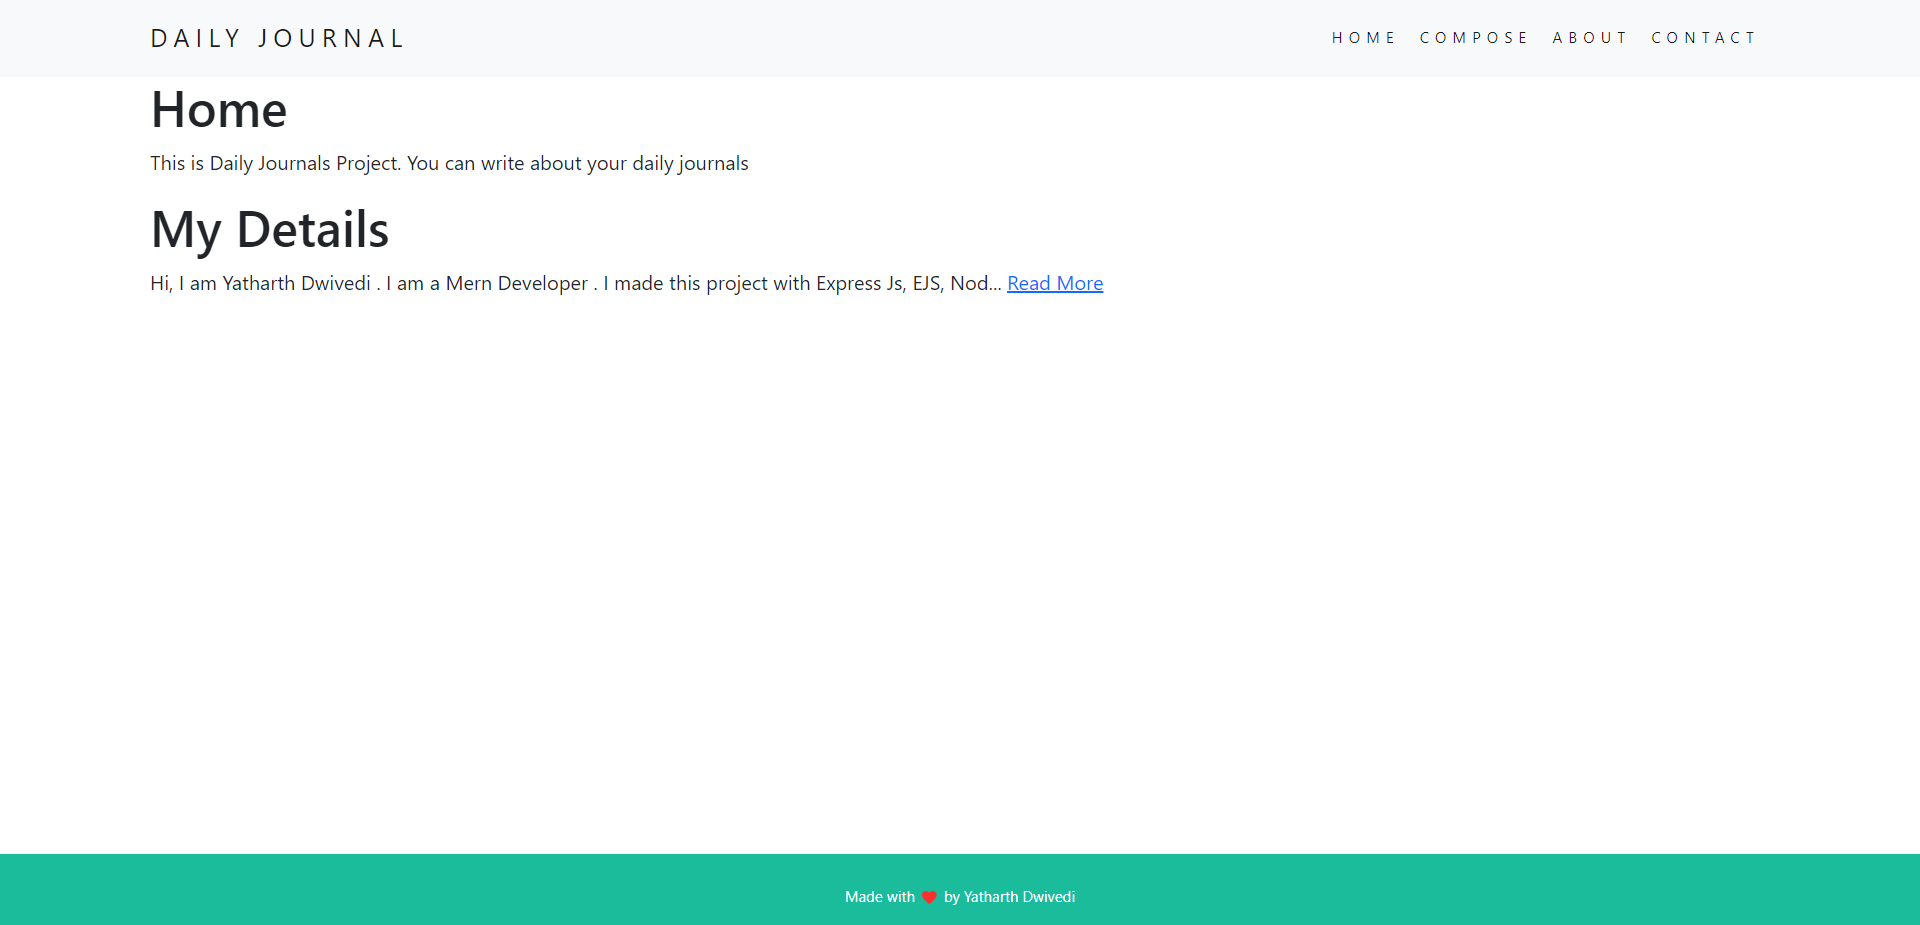 DAILY JOURNAL
HOME COMPOSE ABOUT CONTACT
Home
This is Daily Journals Project. You can write about your daily journals
My Details
Hi, I am Yatharth Dwivedi . I am a Mern Developer . I made this project with Express Js, EJS, Nod... Read More
Made with ❤️ by Yatharth Dwivedi